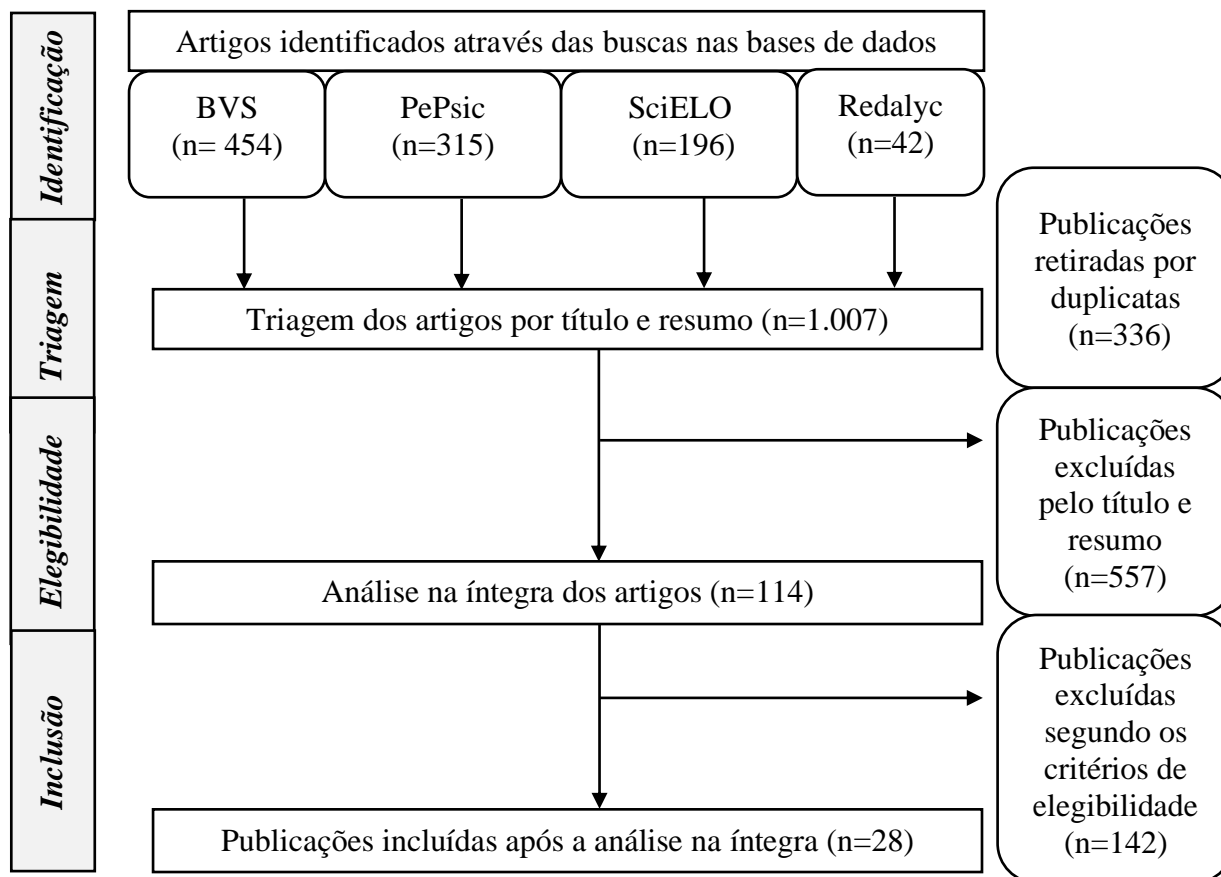 Identificação
Artigos identificados através das buscas nas bases de dados
BVS
(n= 454)
PePsic
(n=315)
SciELO
(n=196)
Redalyc
(n=42)
Publicações
retiradas por
duplicatas
(n=336)
Triagem
Triagem dos artigos por título e resumo (n=1.007)
Publicações
excluídas
pelo título e
resumo
(n=557)
Elegibilidade
Análise na íntegra dos artigos (n=114)
Publicações
excluídas
segundo os
critérios de
elegibilidade
(n=142)
Inclusão
Publicações incluídas após a análise na íntegra (n=28)